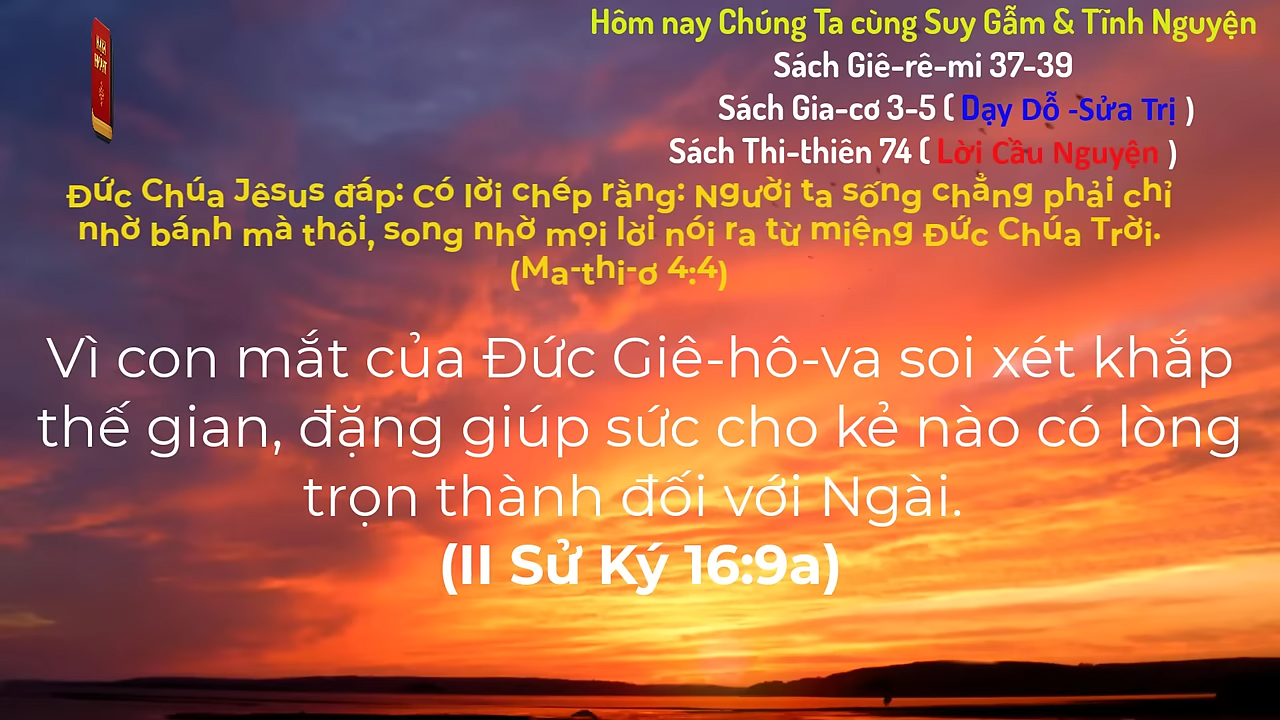 Hôm nay Chúng Ta cùng Suy Gẫm & Tĩnh Nguyện
Sách Giê-rê-mi 37-39
Sách Gia-cơ 3-5 ( Dạy Dỗ -Sửa Trị )
Sách Thi-thiên 74 ( Lời Cầu Nguyện )
Đức Chúa Jêsus đáp: Có lời chép rằng: Người ta sống chẳng phải chỉ
nhờ bánh mà thôi, song nhờ mọi lời nói ra từ miệng Đức Chúa Trời.
(Ma-thi-ơ 4:4)
Vì con mắt của Đức Giê-hô-va soi xét khắp
thế gian, đặng giúp sức cho kẻ nào có lòng
trọn thành đối với Ngài.
(II Sử Ký 16:9a)